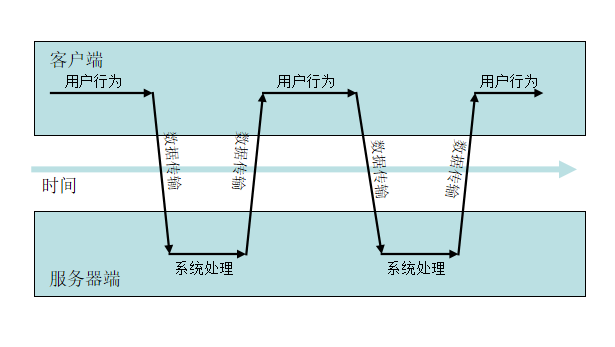 客户端
用户行为
用户行为
用户行为
数据传输
数据传输
数据传输
数据传输
时间
系统处理
系统处理
服务器端